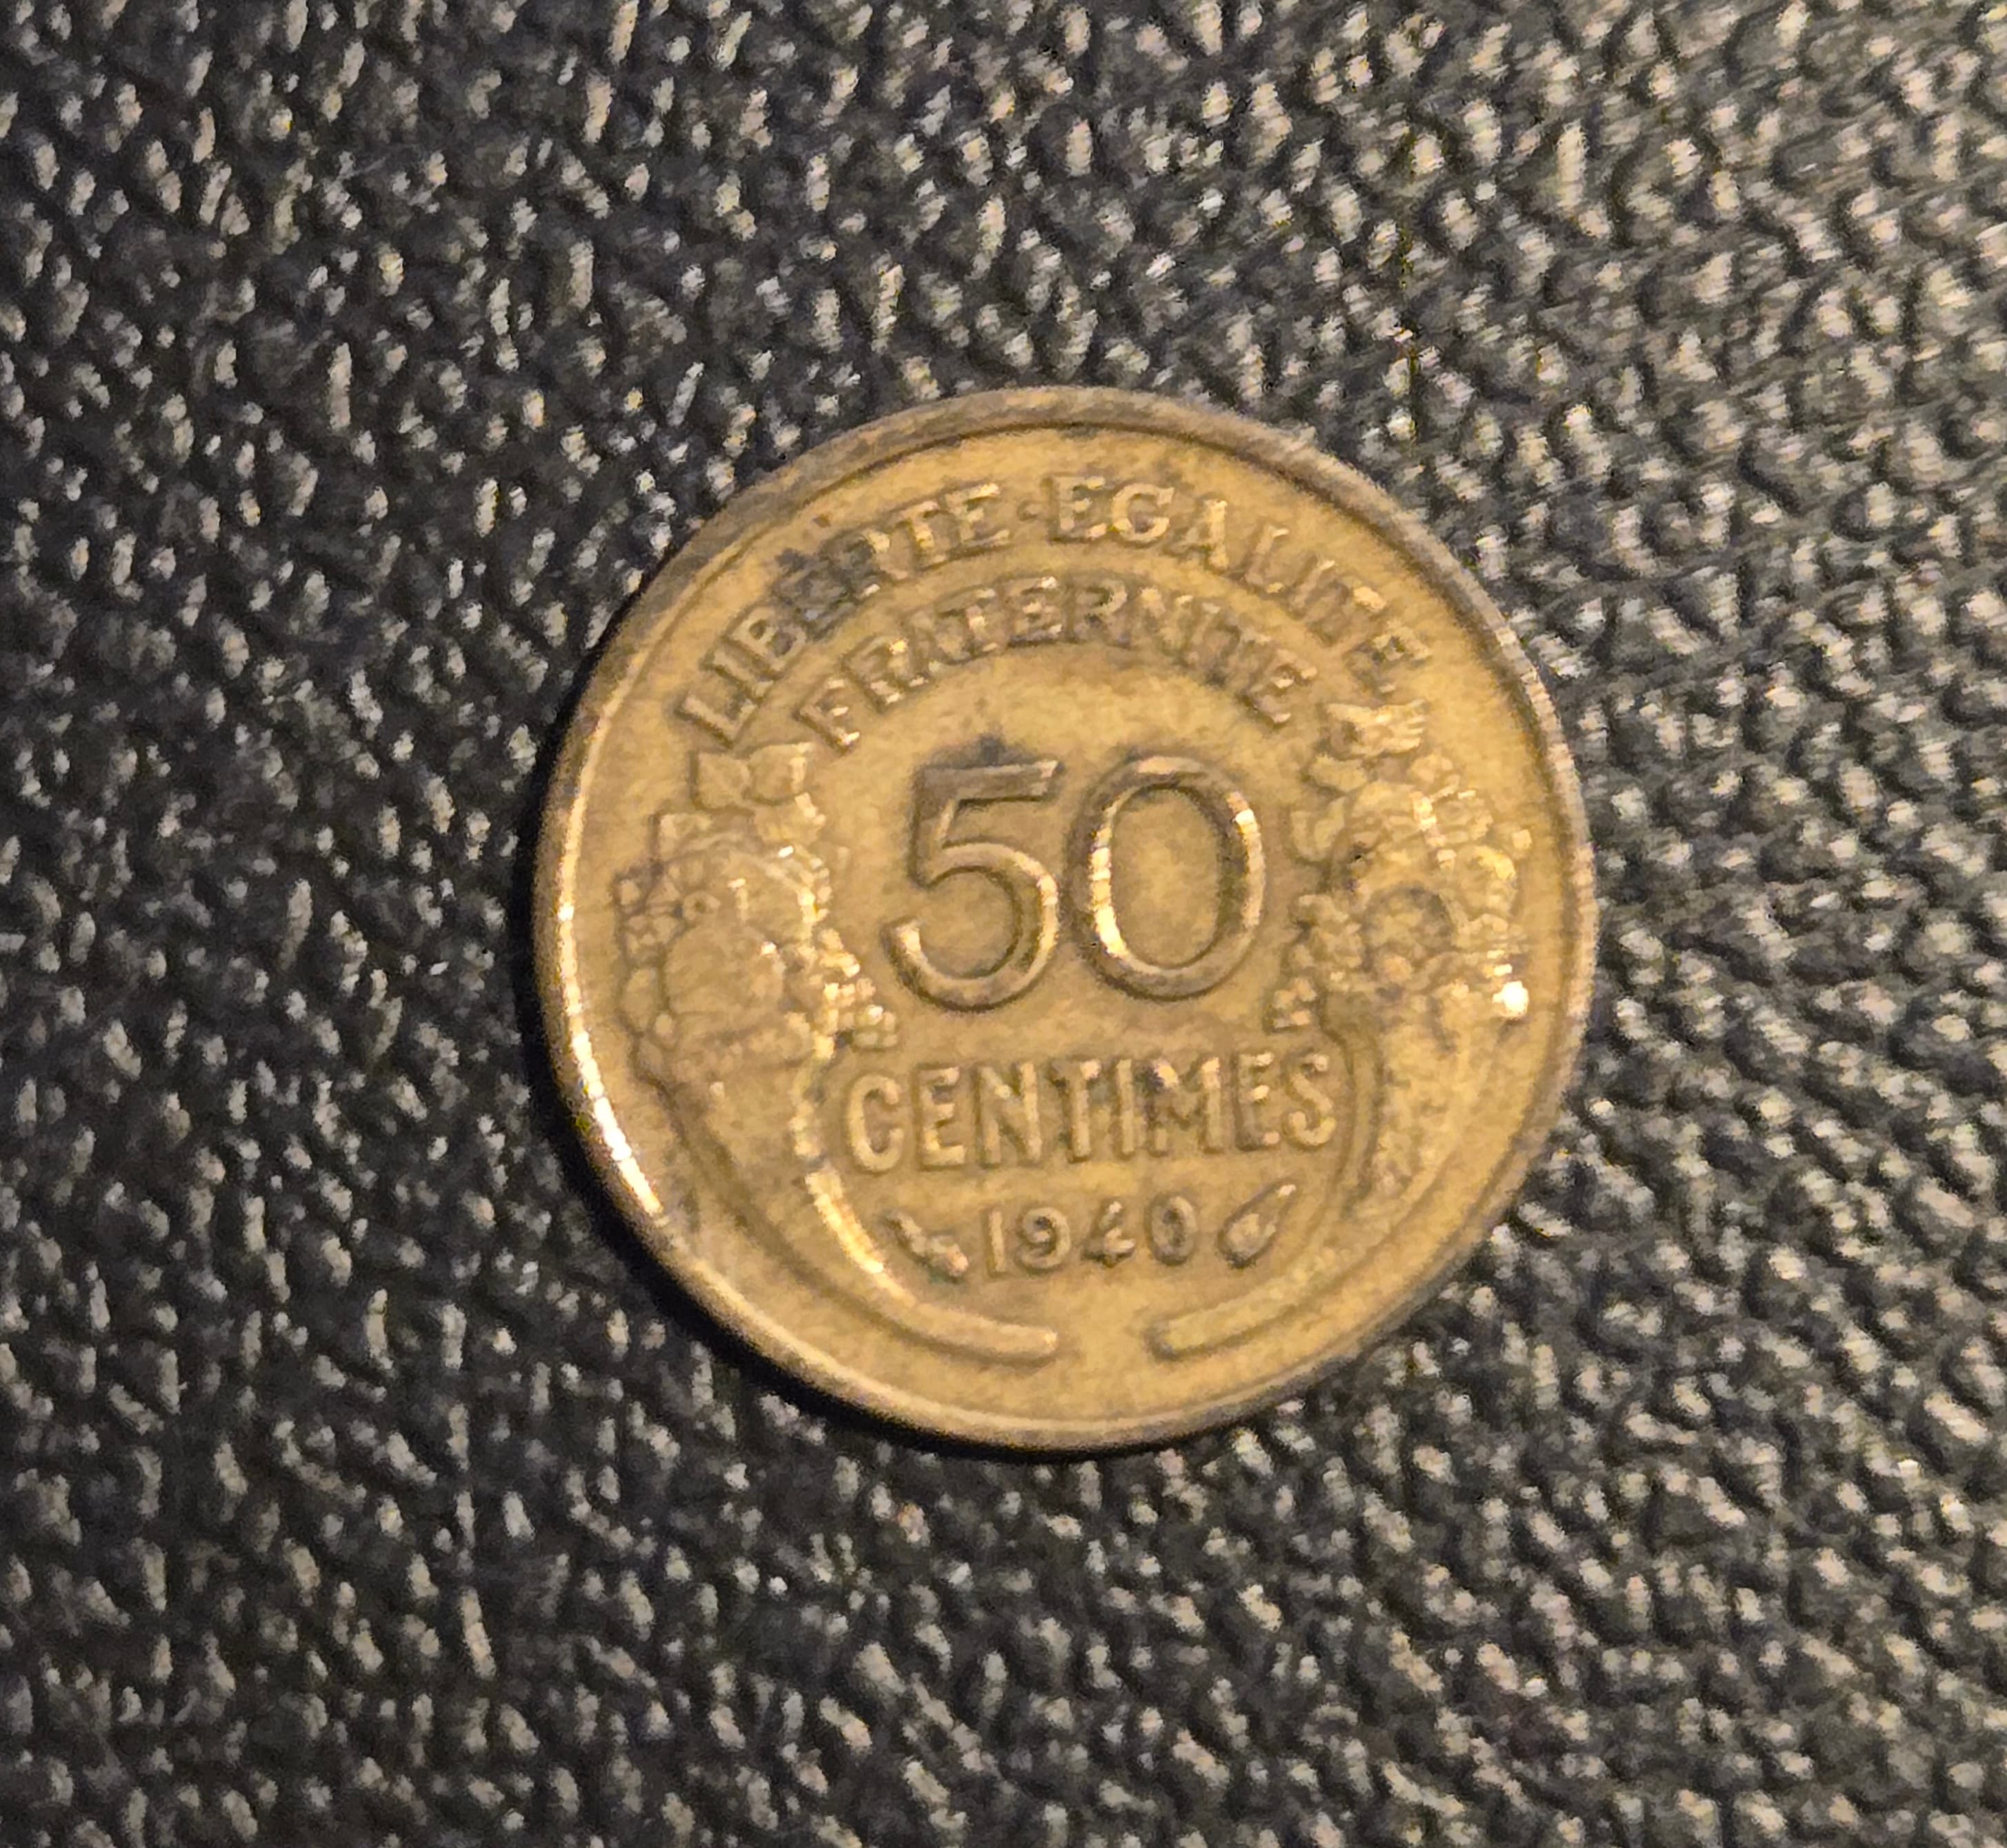 LIBERTE·EGALITE
FRATERNITE
50
CENTIMES
1940